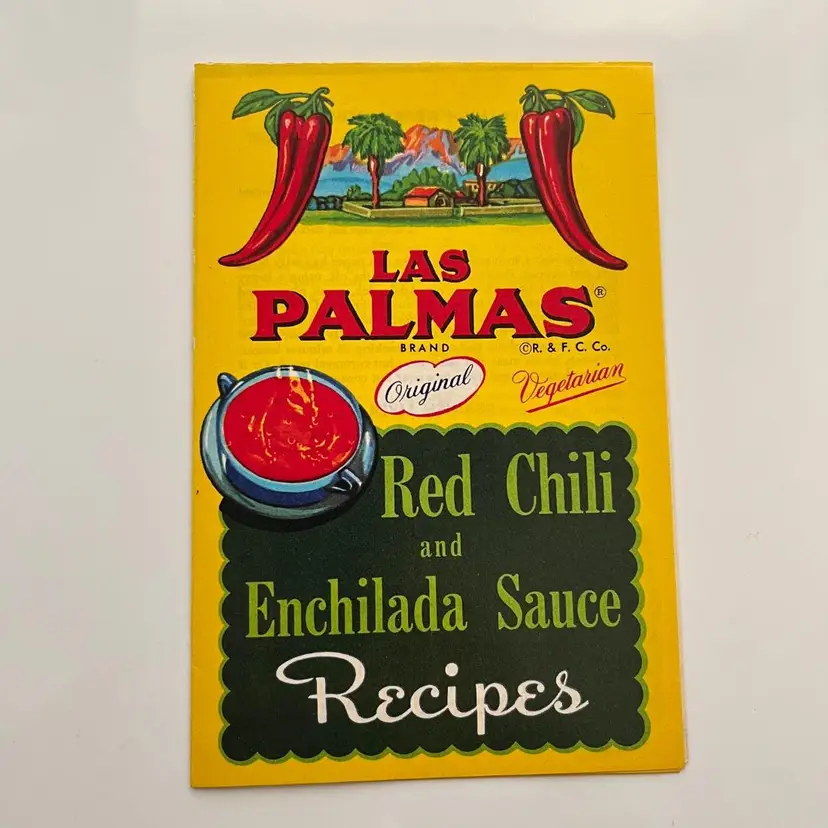 LAS
PALMAS®
BRAND ©R. & F. C. Co.
Original Vegetarian
Red Chili
and
Enchilada Sauce
Recipes